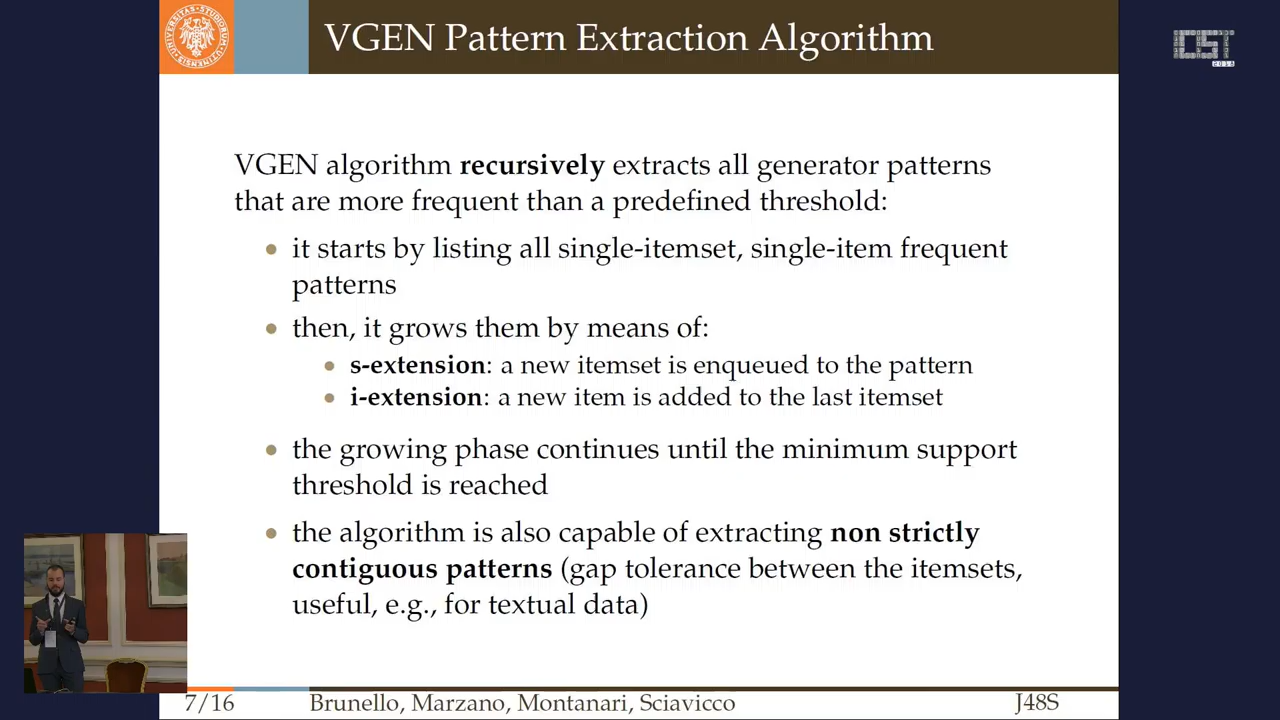 VGEN Pattern Extraction Algorithm
ICST
2018
VGEN algorithm recursively extracts all generator patterns
that are more frequent than a predefined threshold:
• it starts by listing all single-itemset, single-item frequent
patterns
• then, it grows them by means of:
• s-extension: a new itemset is enqueued to the pattern
• i-extension: a new item is added to the last itemset
• the growing phase continues until the minimum support
threshold is reached
• the algorithm is also capable of extracting non strictly
contiguous patterns (gap tolerance between the itemsets,
useful, e.g., for textual data)
7/16 Brunello, Marzano, Montanari, Sciavicco J48S